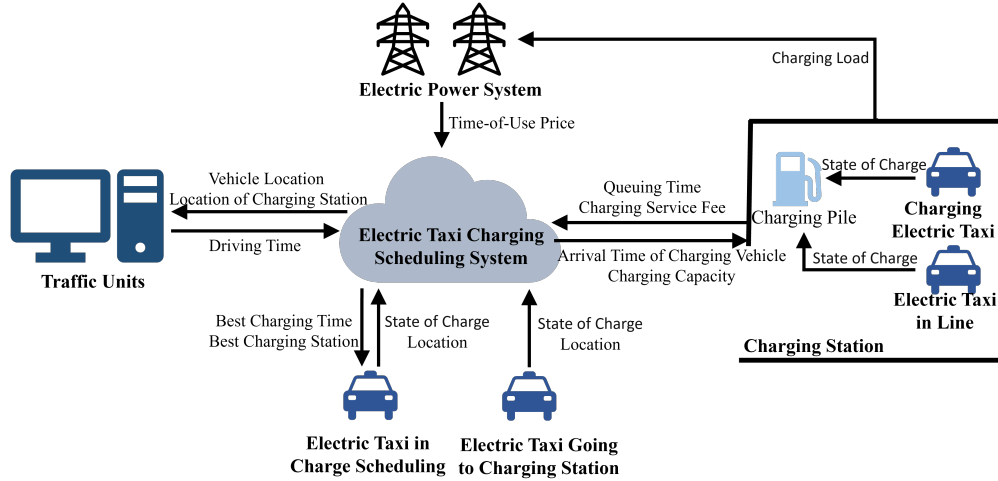 Charging Load
Electric Power System
Time-of-Use Price
Vehicle Location
Location of Charging Station
Driving Time
Traffic Units
Electric Taxi Charging
Scheduling System
Queuing Time
Charging Service Fee
Arrival Time of Charging Vehicle
Charging Capacity
State of Charge
Charging Pile
Charging
Electric Taxi
State of Charge
Electric Taxi
in Line
Charging Station
Best Charging Time
Best Charging Station
State of Charge
Location
State of Charge
Location
Electric Taxi in
Charge Scheduling
Electric Taxi Going
to Charging Station